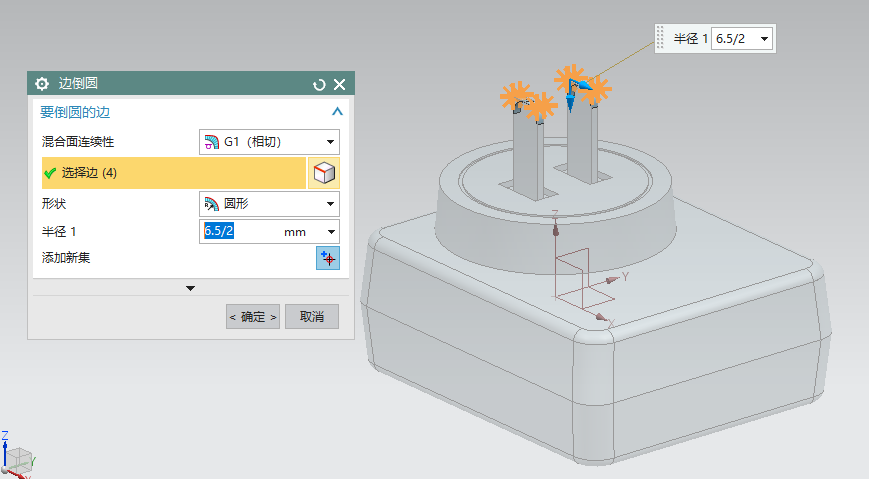 边倒圆
要倒圆的边
混合面连续性 G1（相切）
选择边 (4)
形状 圆形
半径 1 6.5/2 mm
添加新集
< 确定 > 取消
半径 1 6.5/2
Z
Y
X
Z
Y